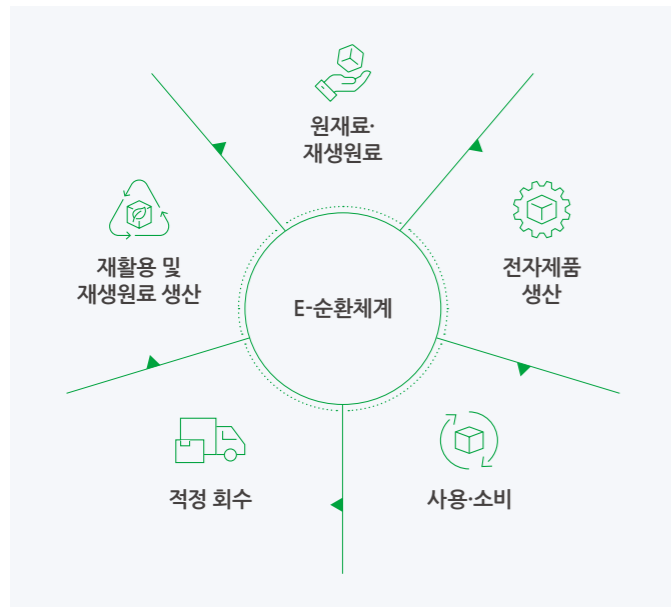 원재료·
재생원료
재활용 및
재생원료 생산
전자제품
생산
E-순환체계
적정 회수
사용·소비